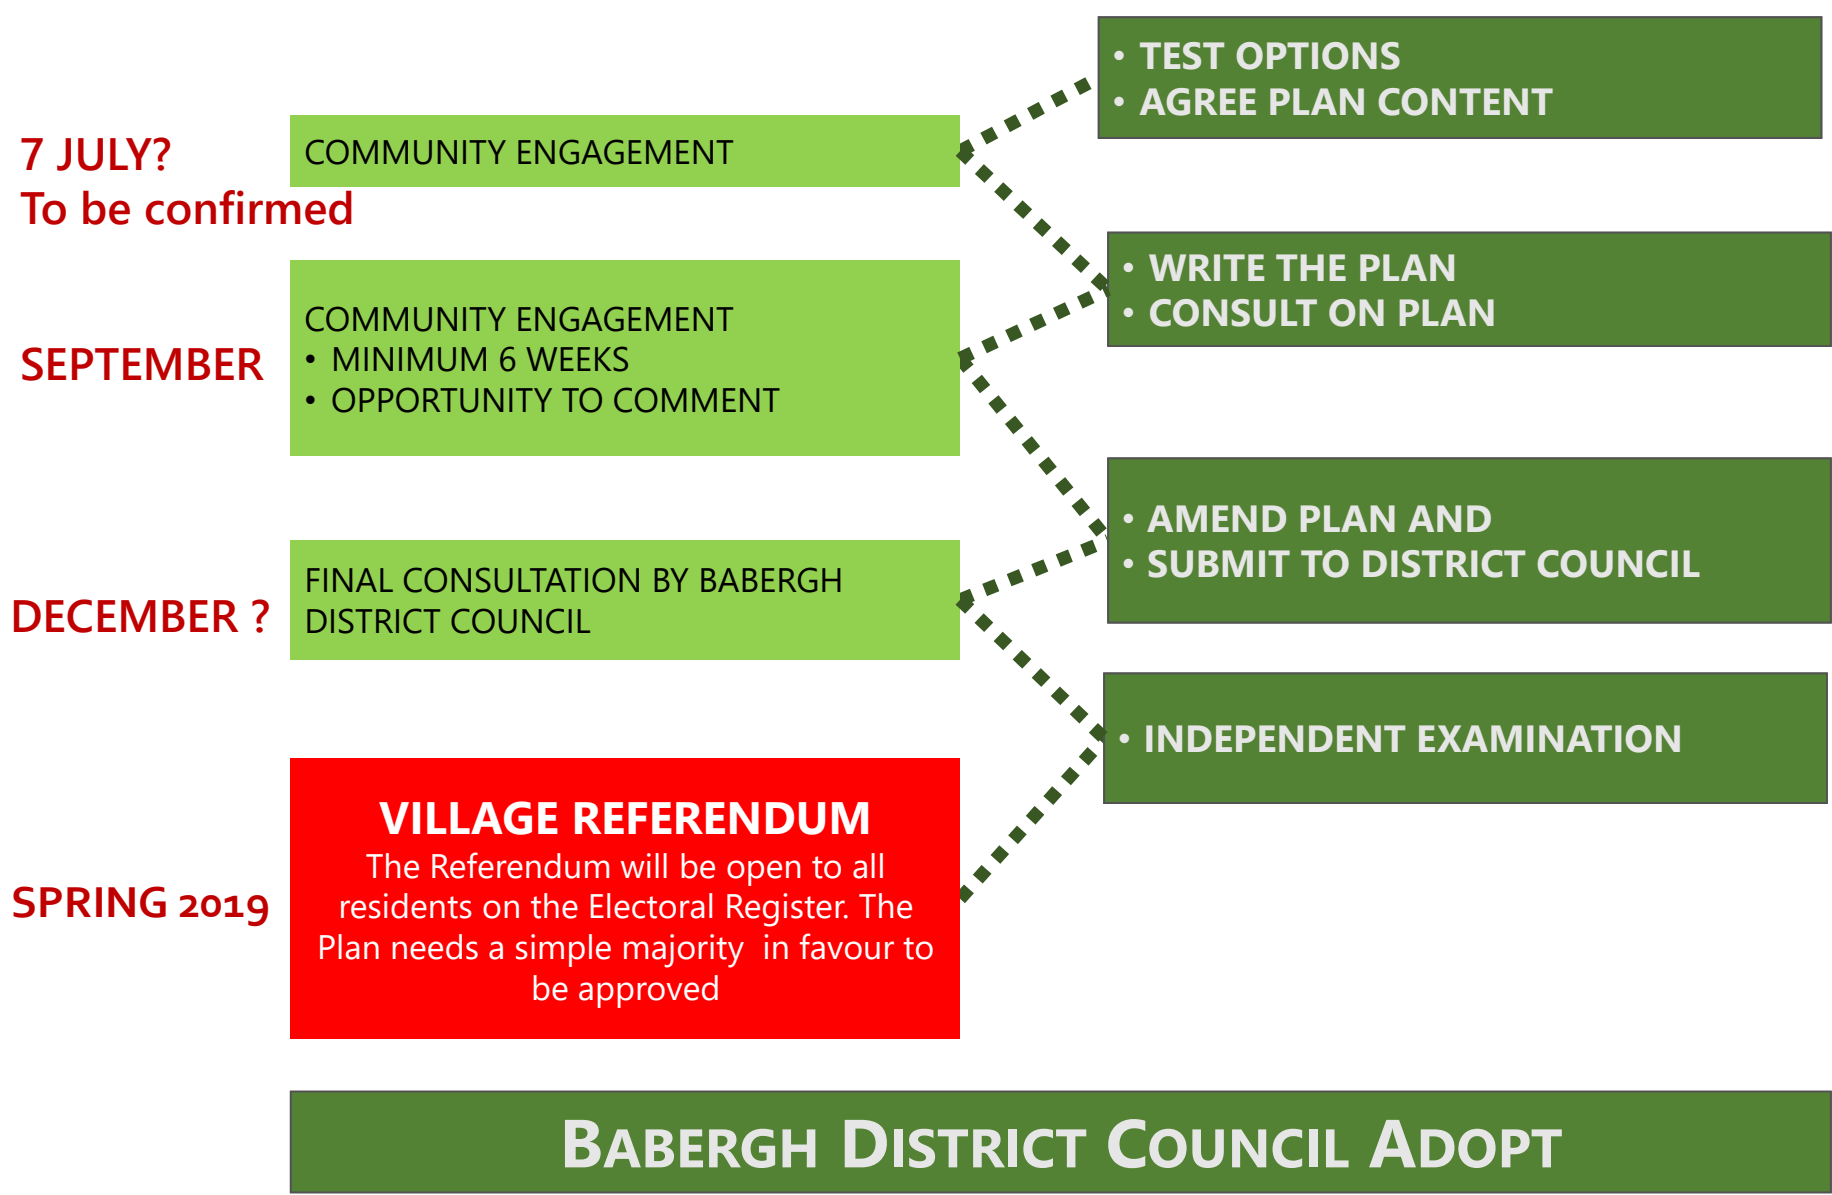 • TEST OPTIONS
• AGREE PLAN CONTENT
7 JULY?
To be confirmed
COMMUNITY ENGAGEMENT
• WRITE THE PLAN
• CONSULT ON PLAN
SEPTEMBER
COMMUNITY ENGAGEMENT
• MINIMUM 6 WEEKS
• OPPORTUNITY TO COMMENT
• AMEND PLAN AND
• SUBMIT TO DISTRICT COUNCIL
DECEMBER ?
FINAL CONSULTATION BY BABERGH
DISTRICT COUNCIL
• INDEPENDENT EXAMINATION
SPRING 2019
VILLAGE REFERENDUM
The Referendum will be open to all
residents on the Electoral Register. The
Plan needs a simple majority  in favour to
be approved
BABERGH DISTRICT COUNCIL ADOPT